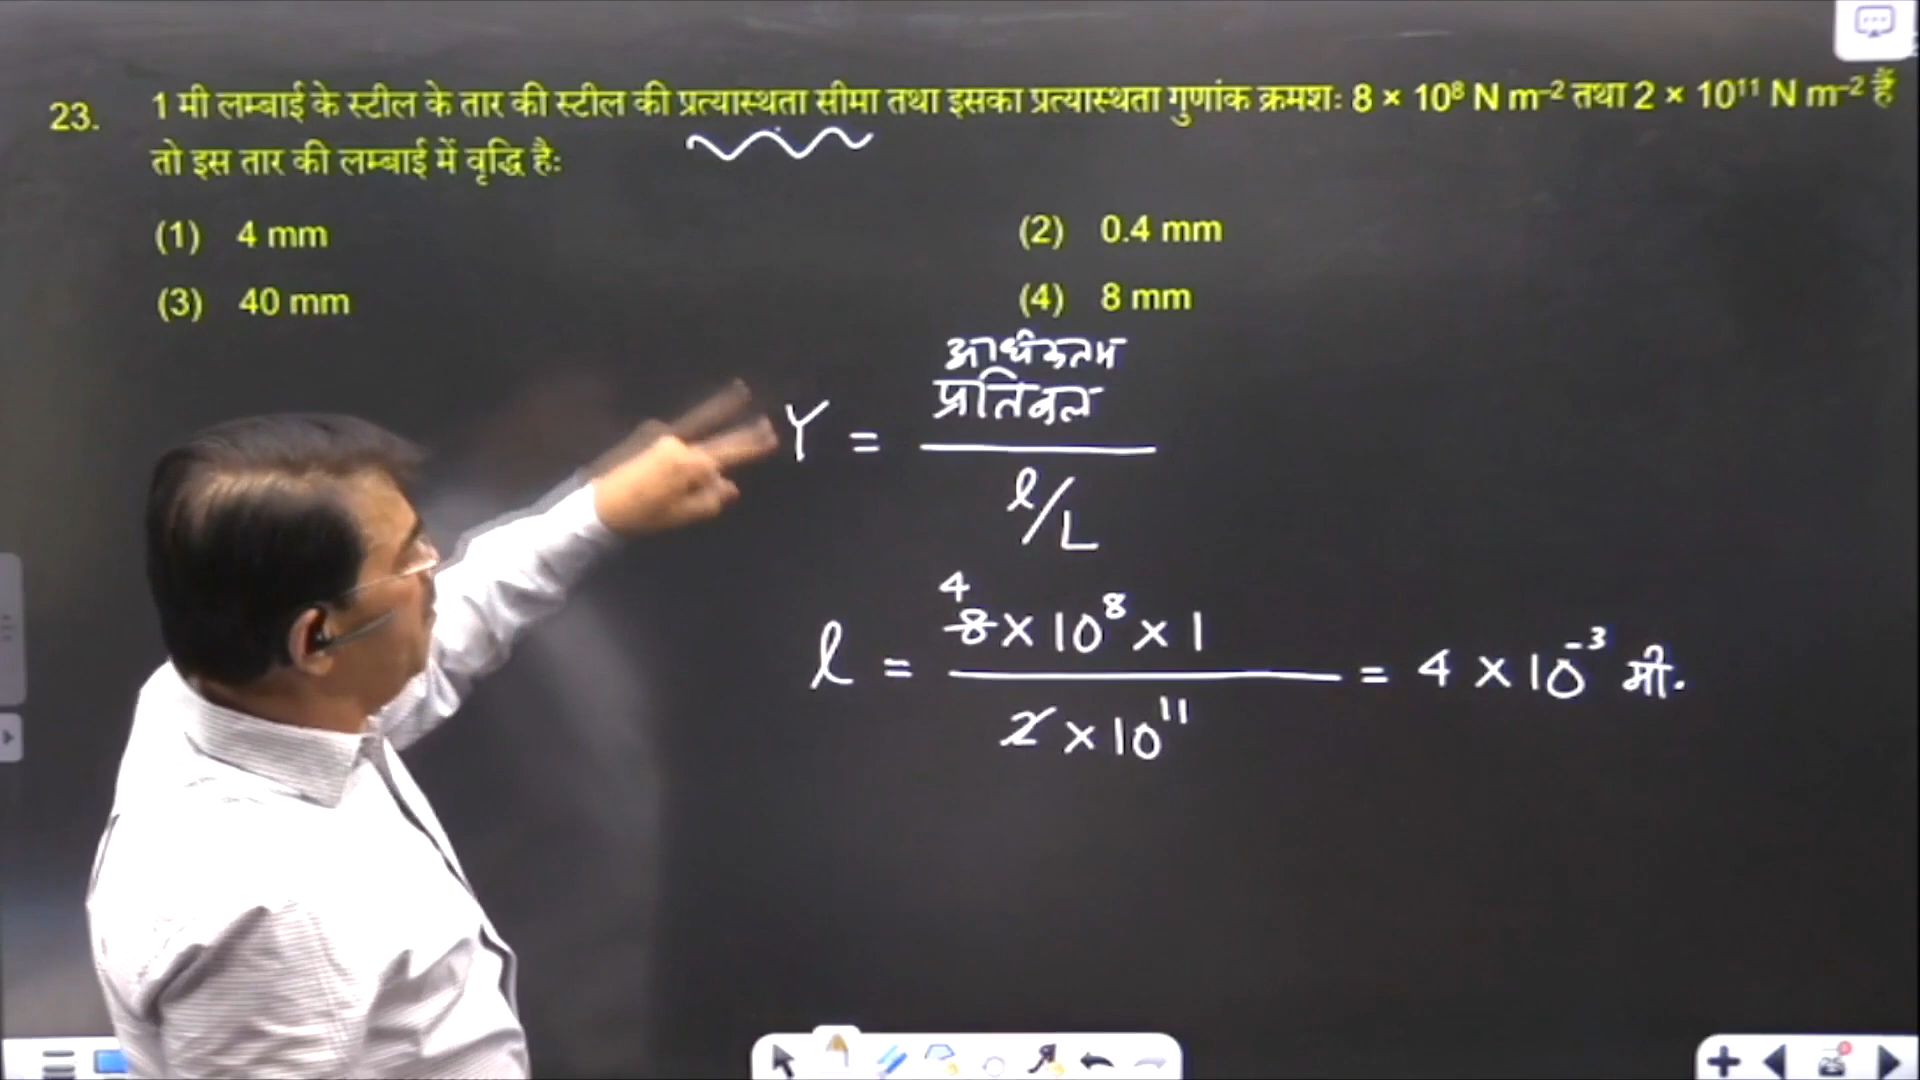 23. 1 मी लम्बाई के स्टील के तार की स्टील की प्रत्यास्थता सीमा तथा इसका प्रत्यास्थता गुणांक क्रमशः 8 × 10⁸ N m⁻² तथा 2 × 10¹¹ N m⁻² हैं
तो इस तार की लम्बाई में वृद्धि हैः
(1) 4 mm (2) 0.4 mm
(3) 40 mm (4) 8 mm
अधिकतम
प्रतिबल
Y =
l/L
4
l = 8 × 10⁸ × 1 = 4 × 10⁻³ मी.
2 × 10¹¹